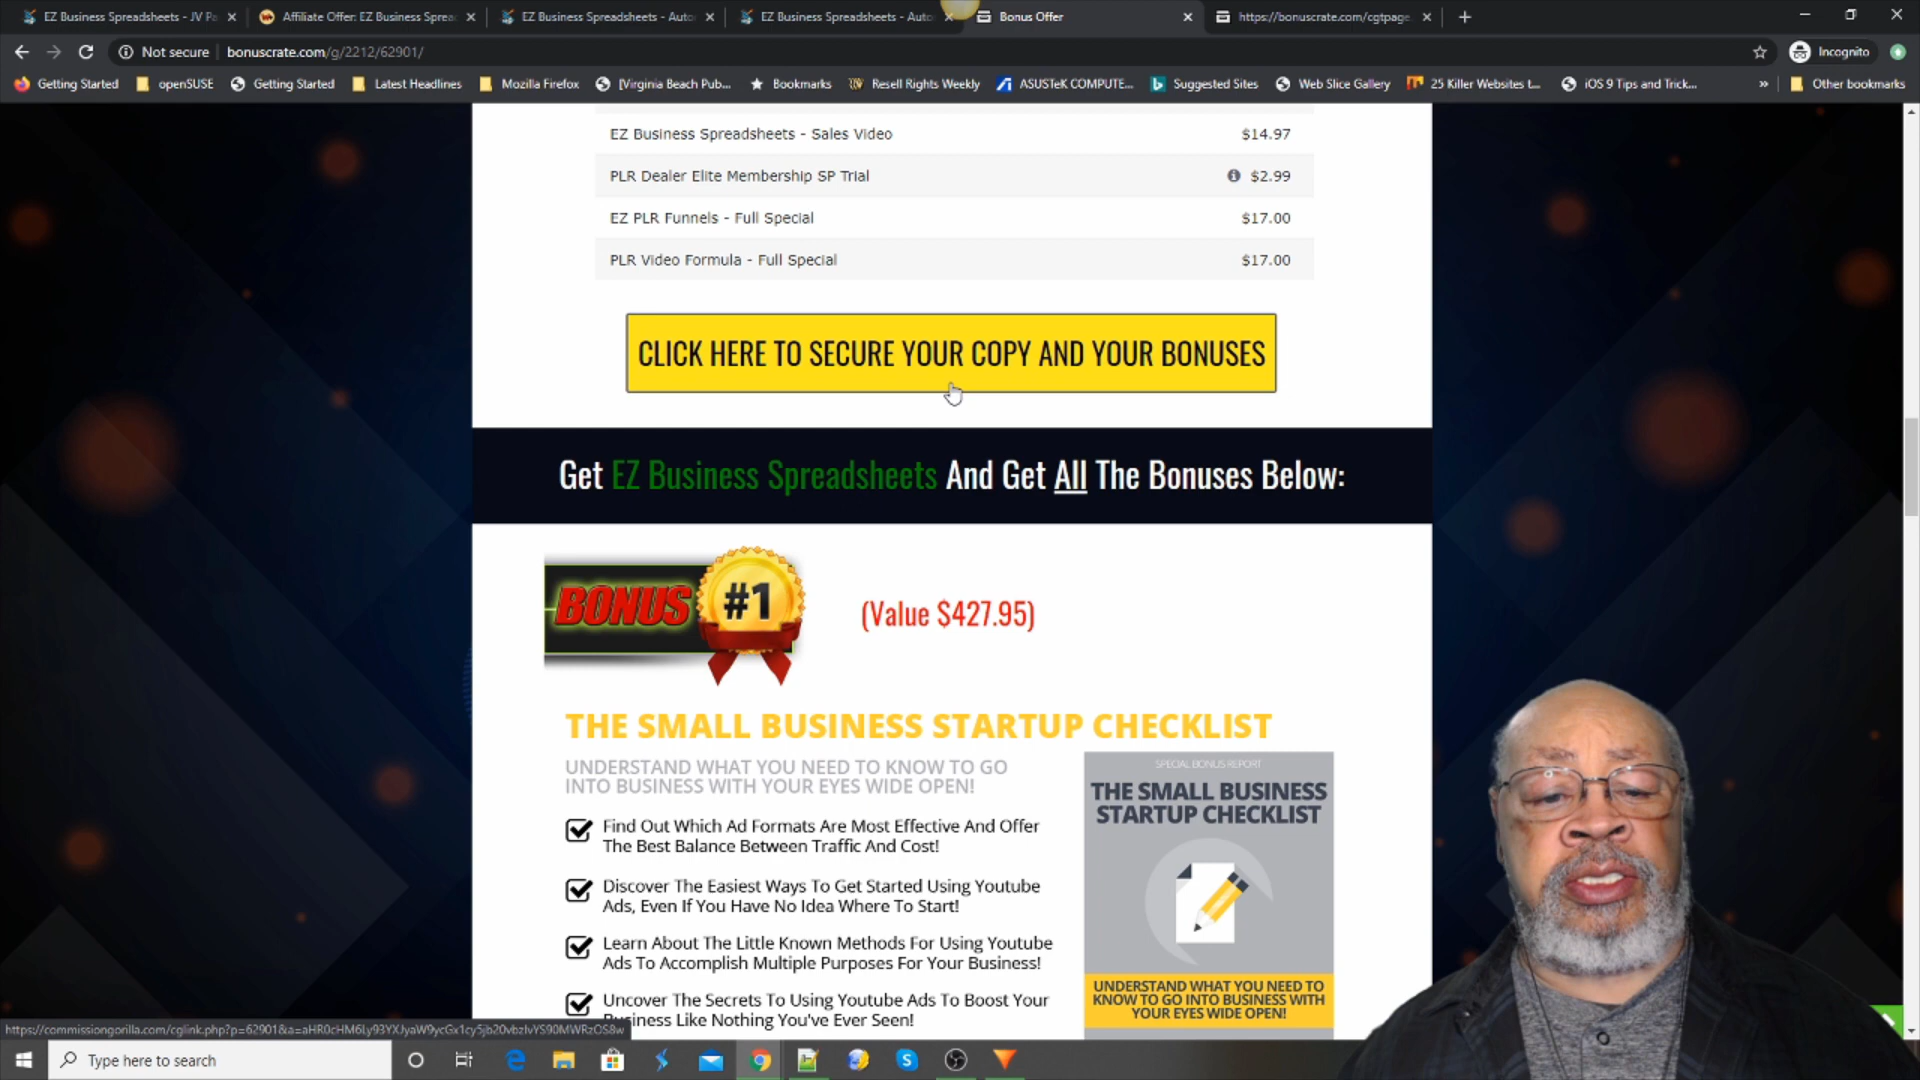 EZ Business Spreadsheets - JV Pa
Affiliate Offer: EZ Business Sprea
EZ Business Spreadsheets - Auto
EZ Business Spreadsheets - Auto
Bonus Offer
https://bonuscrate.com/cgtpage
Not secure
bonuscrate.com/g/2212/62901/
Incognito
Getting Started
openSUSE
Getting Started
Latest Headlines
Mozilla Firefox
[Virginia Beach Pub...
Bookmarks
Resell Rights Weekly
ASUSTeK COMPUTE...
Suggested Sites
Web Slice Gallery
25 Killer Websites t...
iOS 9 Tips and Trick...
»
Other bookmarks
EZ Business Spreadsheets - Sales Video $14.97
PLR Dealer Elite Membership SP Trial $2.99
EZ PLR Funnels - Full Special $17.00
PLR Video Formula - Full Special $17.00
CLICK HERE TO SECURE YOUR COPY AND YOUR BONUSES
Get EZ Business Spreadsheets And Get All The Bonuses Below:
BONUS #1
(Value $427.95)
THE SMALL BUSINESS STARTUP CHECKLIST
UNDERSTAND WHAT YOU NEED TO KNOW TO GO
INTO BUSINESS WITH YOUR EYES WIDE OPEN!
Find Out Which Ad Formats Are Most Effective And Offer
The Best Balance Between Traffic And Cost!
Discover The Easiest Ways To Get Started Using Youtube
Ads, Even If You Have No Idea Where To Start!
Learn About The Little Known Methods For Using Youtube
Ads To Accomplish Multiple Purposes For Your Business!
Uncover The Secrets To Using Youtube Ads To Boost Your
Business Like Nothing You've Ever Seen!
SPECIAL BONUS REPORT
THE SMALL BUSINESS
STARTUP CHECKLIST
UNDERSTAND WHAT YOU NEED TO
KNOW TO GO INTO BUSINESS WITH
YOUR EYES WIDE OPEN!
Type here to search